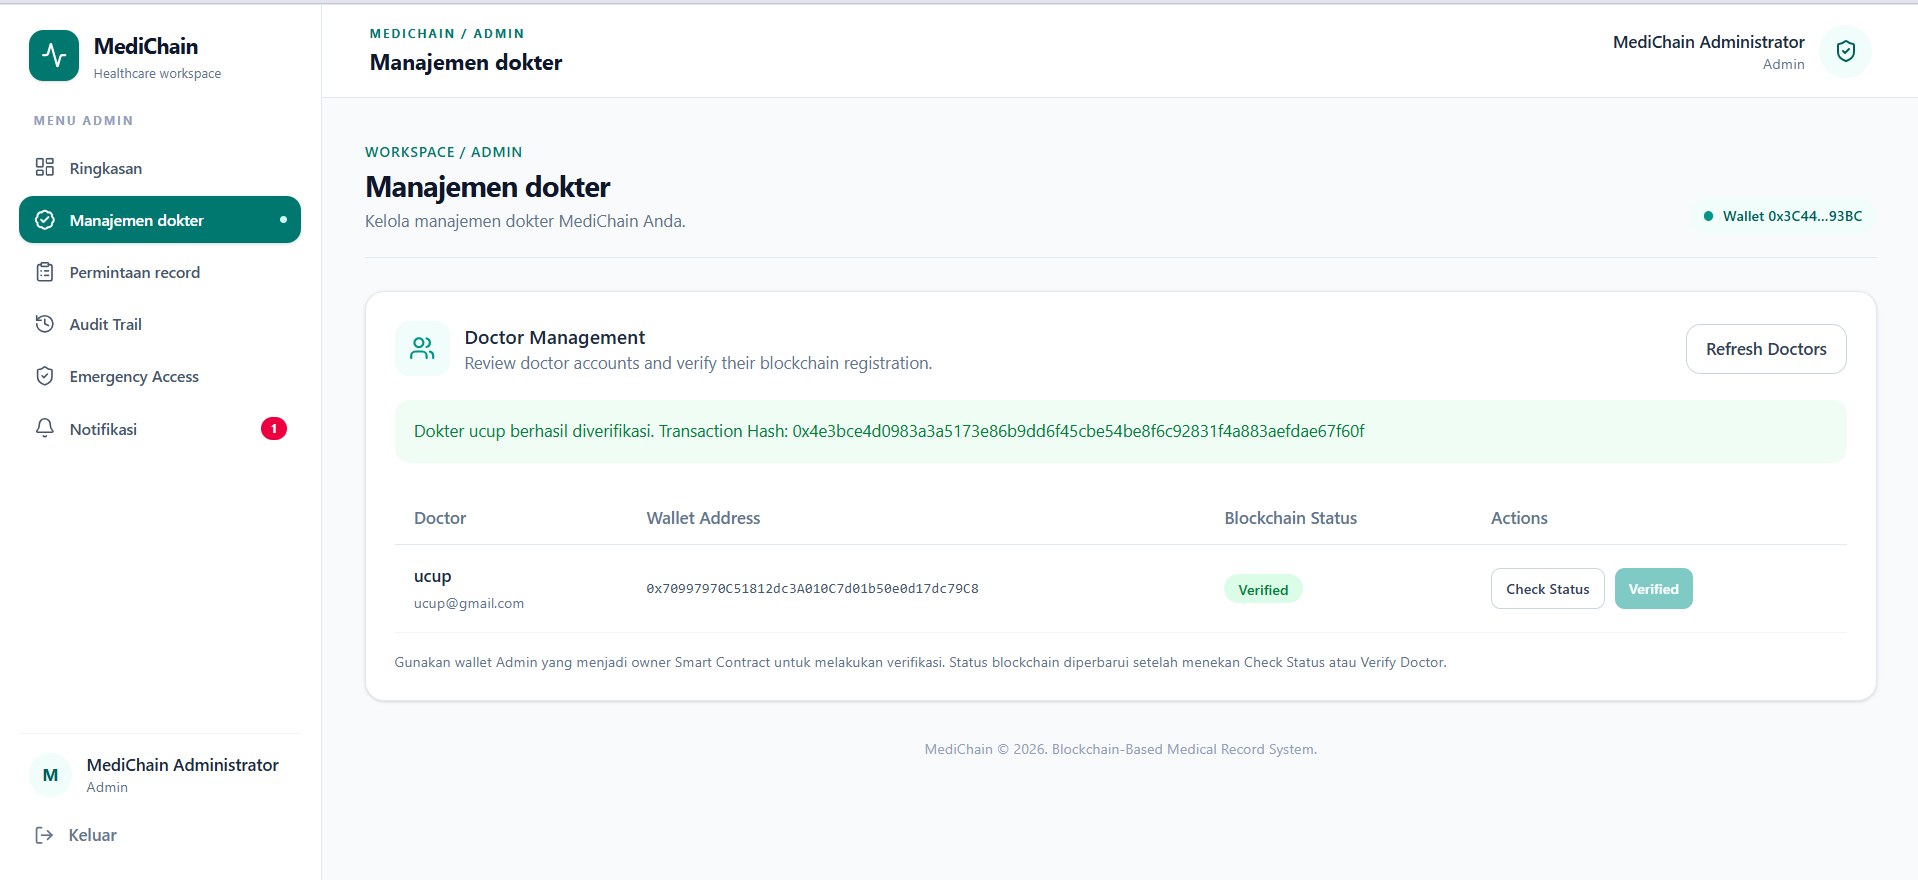 MediChain
Healthcare workspace
MENU ADMIN
Ringkasan
Manajemen dokter
Permintaan record
Audit Trail
Emergency Access
Notifikasi
1
M
MediChain Administrator
Admin
Keluar
MEDICHAIN / ADMIN
Manajemen dokter
MediChain Administrator
Admin
WORKSPACE / ADMIN
Manajemen dokter
Kelola manajemen dokter MediChain Anda.
Wallet 0x3C44...93BC
Doctor Management
Review doctor accounts and verify their blockchain registration.
Refresh Doctors
Dokter ucup berhasil diverifikasi. Transaction Hash: 0x4e3bce4d0983a3a5173e86b9dd6f45cbe54be8f6c92831f4a883aefdae67f60f
Doctor Wallet Address Blockchain Status Actions
ucup
ucup@gmail.com
0x70997970C51812dc3A010C7d01b50e0d17dc79C8
Verified
Check Status
Verified
Gunakan wallet Admin yang menjadi owner Smart Contract untuk melakukan verifikasi. Status blockchain diperbarui setelah menekan Check Status atau Verify Doctor.
MediChain © 2026. Blockchain-Based Medical Record System.